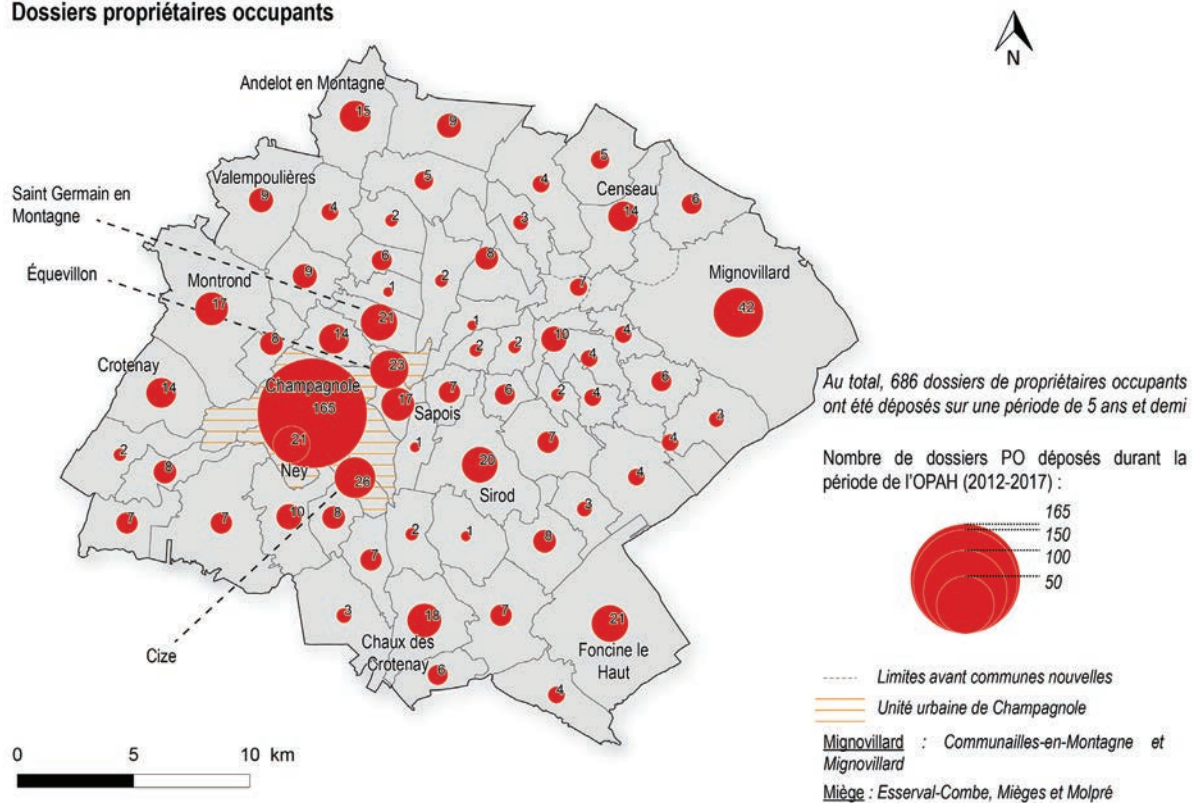 Dossiers propriétaires occupants
N
Andelot en Montagne
15
9
5
Saint Germain en
Montagne
Valempoulières
9
4
2
5
4
3
Censeau
14
6
Équevillon
Montrond
17
9
6
1
2
8
7
Mignovillard
42
8
14
21
1
2
2
10
4
4
Crotenay
14
Champagnole
165
23
17
Sapois
7
6
2
4
6
3
2
8
21
Ney
26
1
20
Sirod
7
4
4
7
7
10
8
2
1
8
3
7
3
18
Chaux des
Crotenay
7
21
Foncine le
Haut
6
4
Cize
Au total, 686 dossiers de propriétaires occupants
ont été déposés sur une période de 5 ans et demi
Nombre de dossiers PO déposés durant la
période de l'OPAH (2012-2017) :
165
150
100
50
Limites avant communes nouvelles
Unité urbaine de Champagnole
Mignovillard : Communailles-en-Montagne et
Mignovillard
Miège : Esserval-Combe, Mièges et Molpré
0 5 10 km